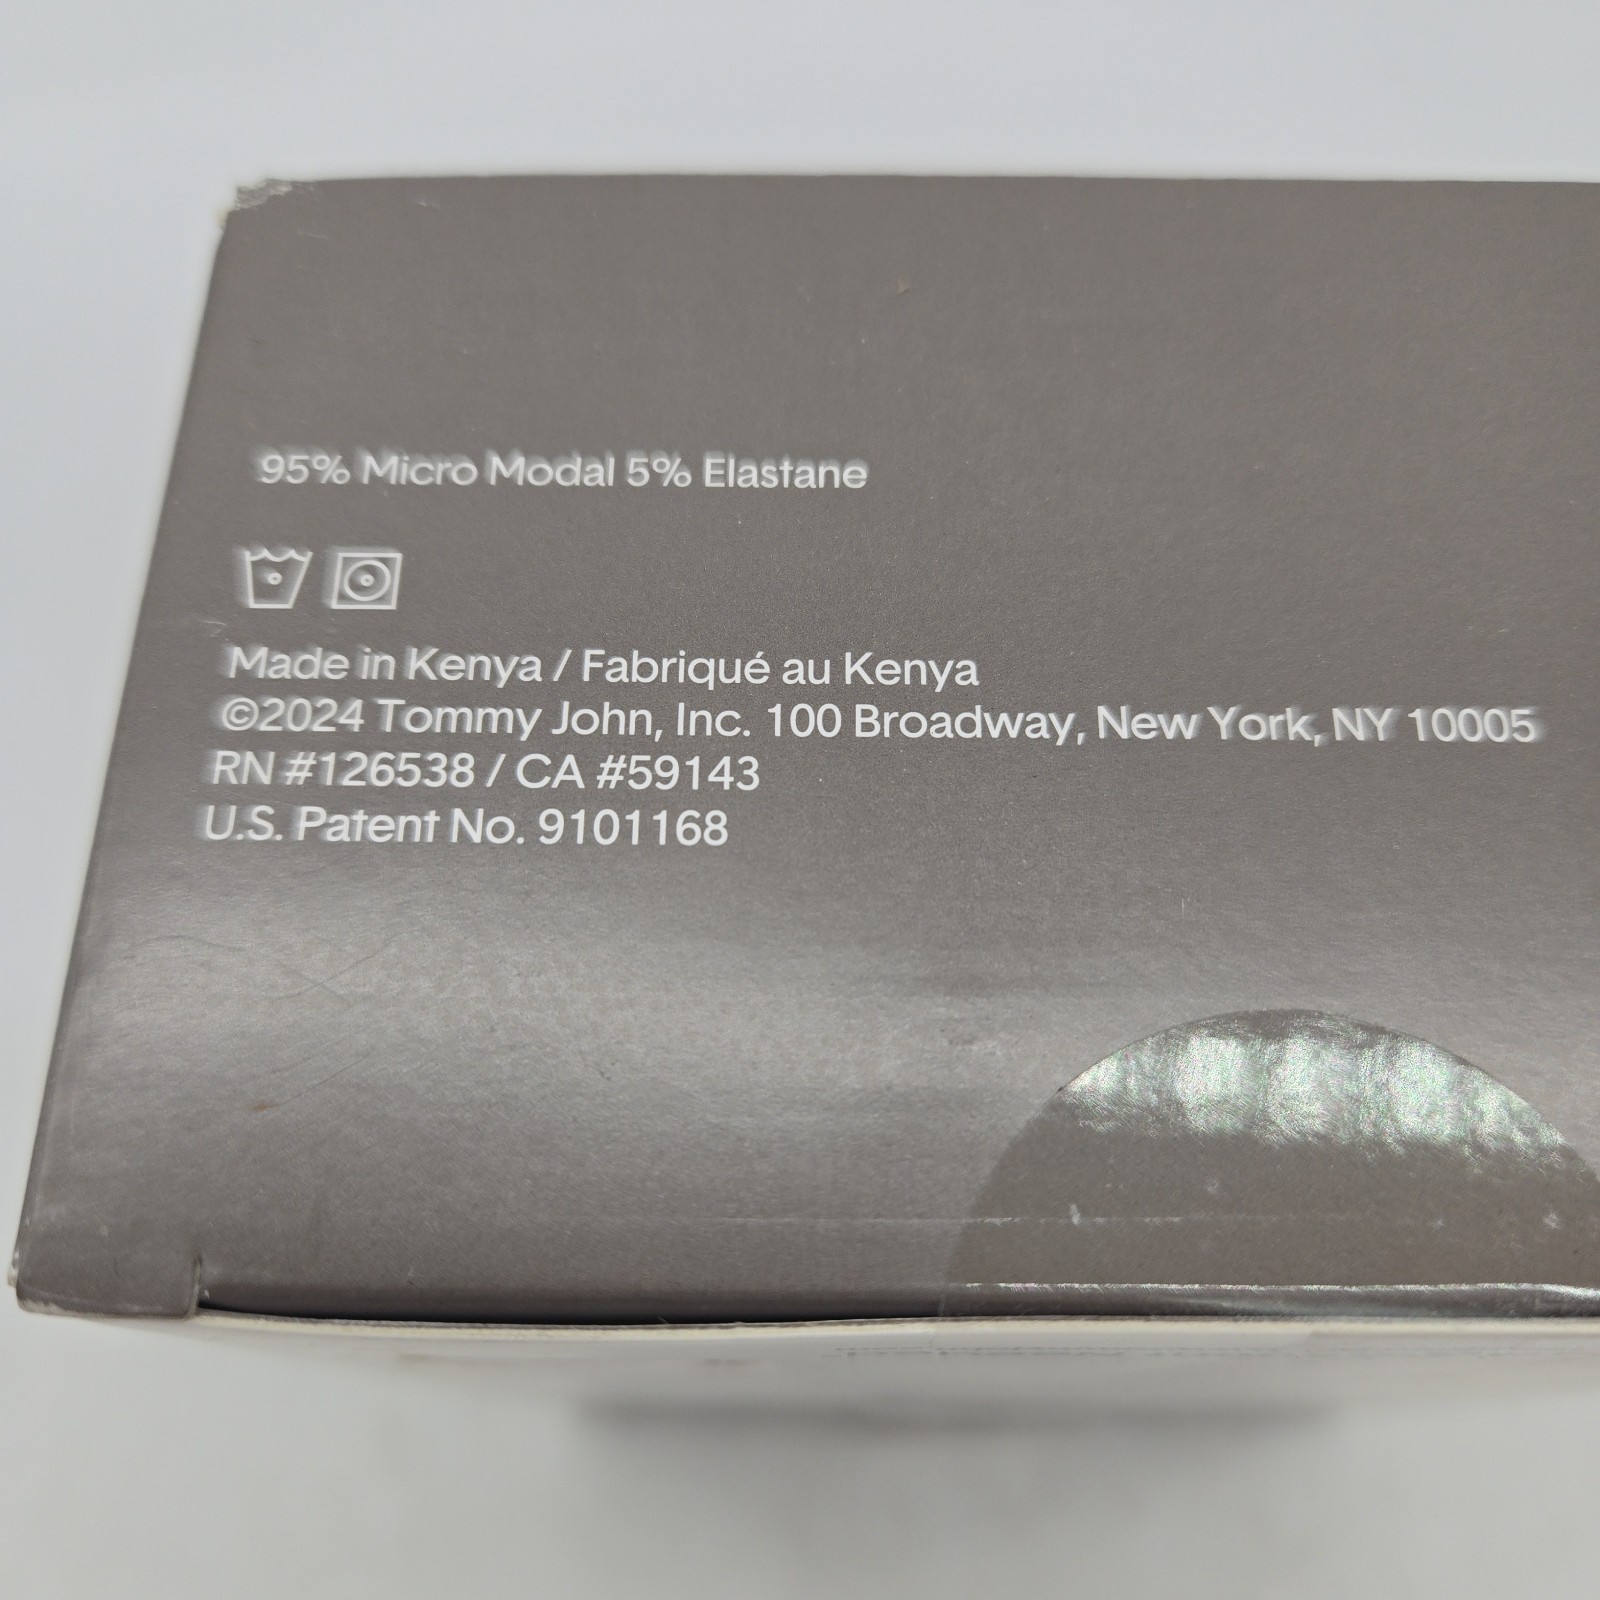 95% Micro Modal 5% Elastane
Made in Kenya / Fabriqué au Kenya
©2024 Tommy John, Inc. 100 Broadway, New York, NY 10005
RN #126538 / CA #59143
U.S. Patent No. 9101168